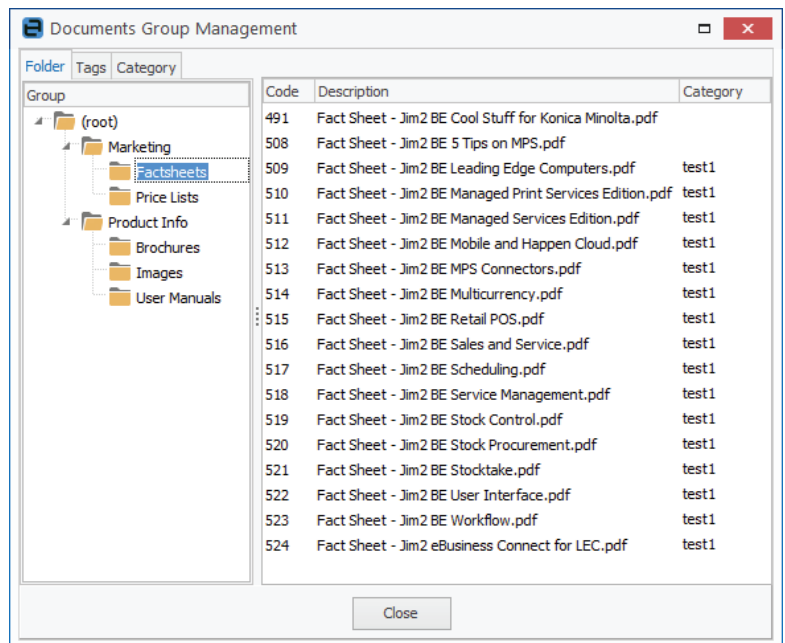 Documents Group Management
Folder Tags Category
Group
(root)
Marketing
Factsheets
Price Lists
Product Info
Brochures
Images
User Manuals
Code Description Category
491 Fact Sheet - Jim2 BE Cool Stuff for Konica Minolta.pdf
508 Fact Sheet - Jim2 BE 5 Tips on MPS.pdf
509 Fact Sheet - Jim2 BE Leading Edge Computers.pdf test1
510 Fact Sheet - Jim2 BE Managed Print Services Edition.pdf test1
511 Fact Sheet - Jim2 BE Managed Services Edition.pdf test1
512 Fact Sheet - Jim2 BE Mobile and Happen Cloud.pdf test1
513 Fact Sheet - Jim2 BE MPS Connectors.pdf test1
514 Fact Sheet - Jim2 BE Multicurrency.pdf test1
515 Fact Sheet - Jim2 BE Retail POS.pdf test1
516 Fact Sheet - Jim2 BE Sales and Service.pdf test1
517 Fact Sheet - Jim2 BE Scheduling.pdf test1
518 Fact Sheet - Jim2 BE Service Management.pdf test1
519 Fact Sheet - Jim2 BE Stock Control.pdf test1
520 Fact Sheet - Jim2 BE Stock Procurement.pdf test1
521 Fact Sheet - Jim2 BE Stocktake.pdf test1
522 Fact Sheet - Jim2 BE User Interface.pdf test1
523 Fact Sheet - Jim2 BE Workflow.pdf test1
524 Fact Sheet - Jim2 eBusiness Connect for LEC.pdf test1
Close